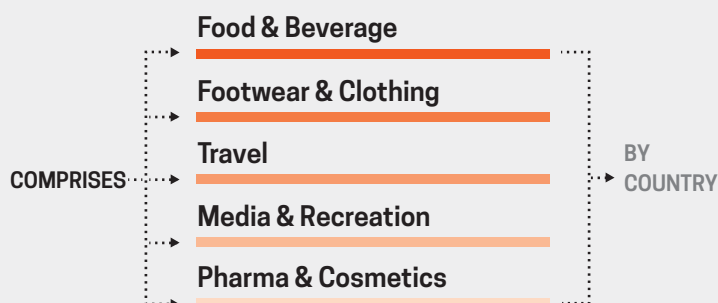 Food & Beverage
Footwear & Clothing
Travel
COMPRISES
BY
COUNTRY
Media & Recreation
Pharma & Cosmetics